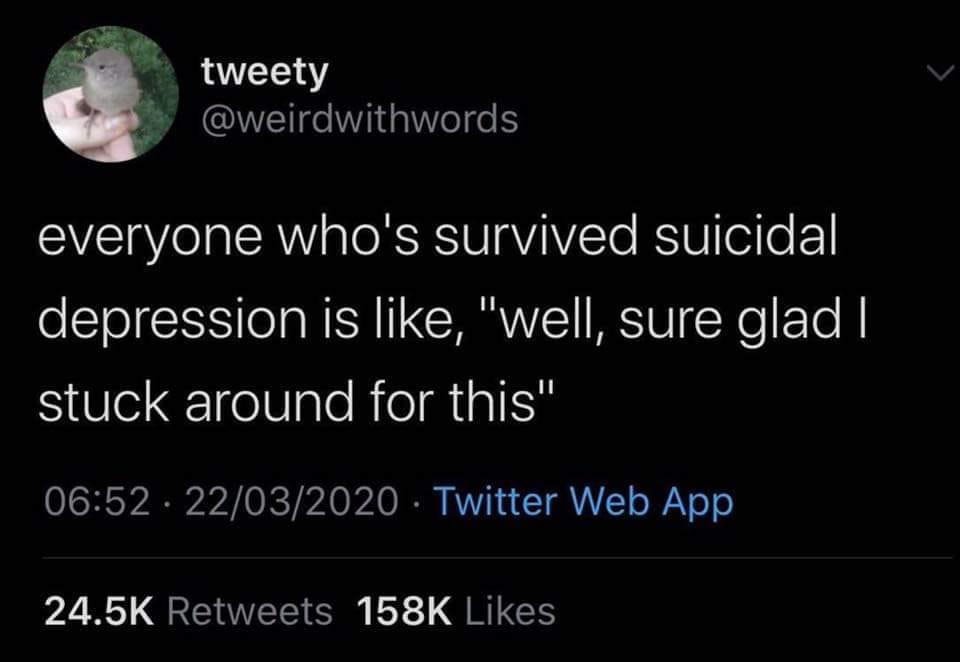 tweety
@weirdwithwords
everyone who's survived suicidal
depression is like, "well, sure glad I
stuck around for this"
06:52 · 22/03/2020 · Twitter Web App
24.5K Retweets 158K Likes